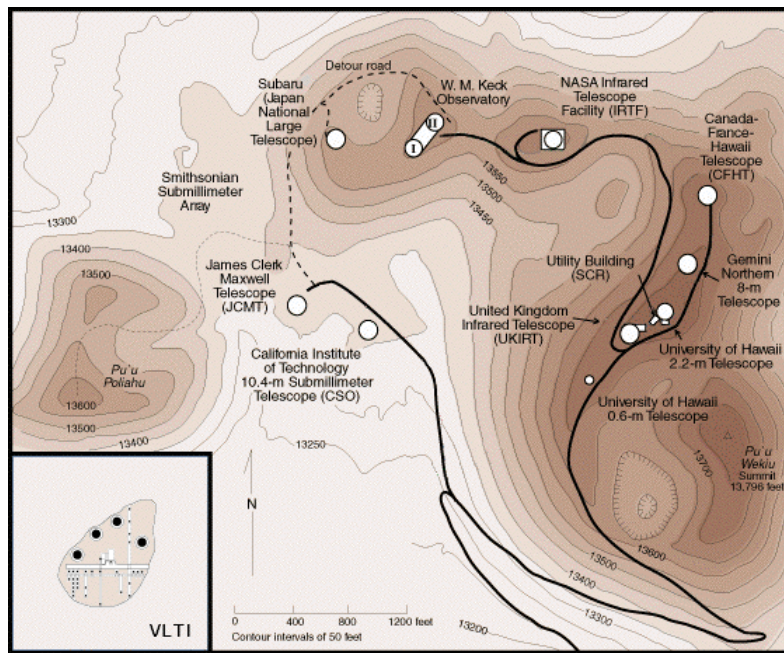 Detour road
Subaru
(Japan
National
Large
Telescope)
W. M. Keck
Observatory
II
I
NASA Infrared
Telescope
Facility (IRTF)
Canada-
France-
Hawaii
Telescope
(CFHT)
Smithsonian
Submillimeter
Array
13550
13500
13450
13300
13400
13500
James Clerk
Maxwell
Telescope
(JCMT)
Utility Building
(SCR)
Gemini
Northern
8-m
Telescope
United Kingdom
Infrared Telescope
(UKIRT)
University of Hawaii
2.2-m Telescope
California Institute
of Technology
10.4-m Submillimeter
Telescope (CSO)
Pu'u
Poliahu
13600
13500
13400
University of Hawaii
0.6-m Telescope
13250
13700
Pu'u
Wekiu
Summit
13,796 feet
N
13600
13500
13400
13300
13200
0 400 800 1200 feet
Contour intervals of 50 feet
VLTI